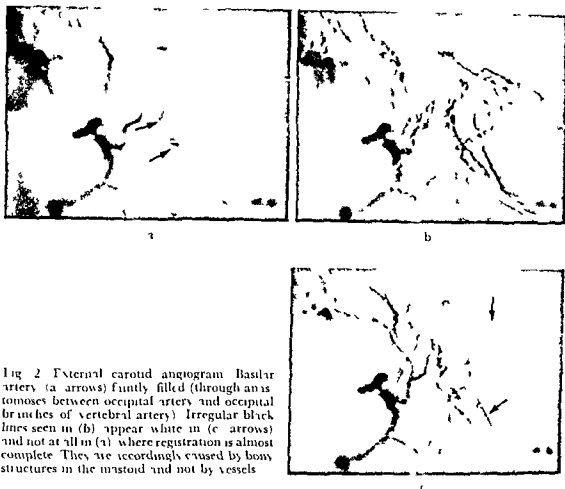 a
b
Fig 2 External carotid angiogram Basilar
artery (a arrows) faintly filled (through anas
tomoses between occipital artery and occipital
branches of vertebral artery) Irregular black
lines seen in (b) appear white in (c arrows)
and not at all in (a) where registration is almost
complete They are accordingly caused by bony
structures in the mastoid and not by vessels
c